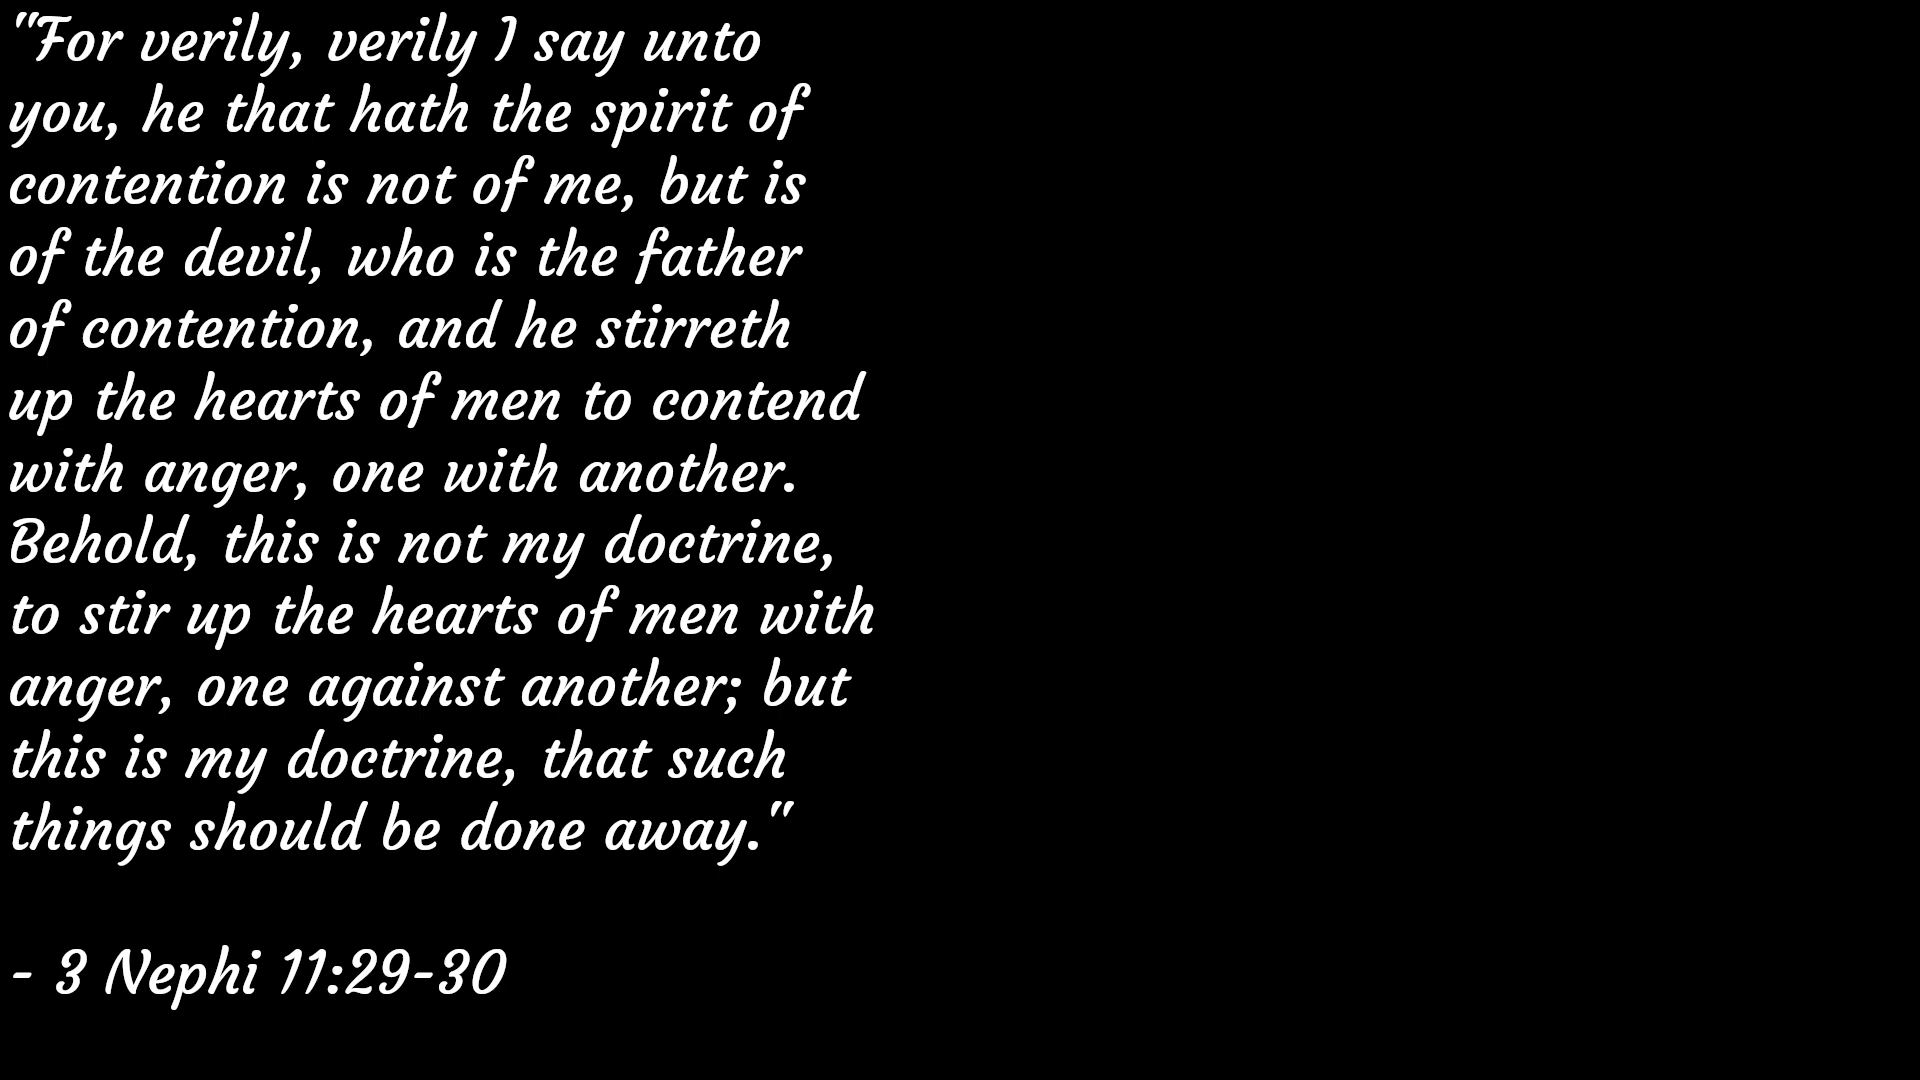 "For verily, verily I say unto
you, he that hath the spirit of
contention is not of me, but is
of the devil, who is the father
of contention, and he stirreth
up the hearts of men to contend
with anger, one with another.
Behold, this is not my doctrine,
to stir up the hearts of men with
anger, one against another; but
this is my doctrine, that such
things should be done away."
- 3 Nephi 11:29-30